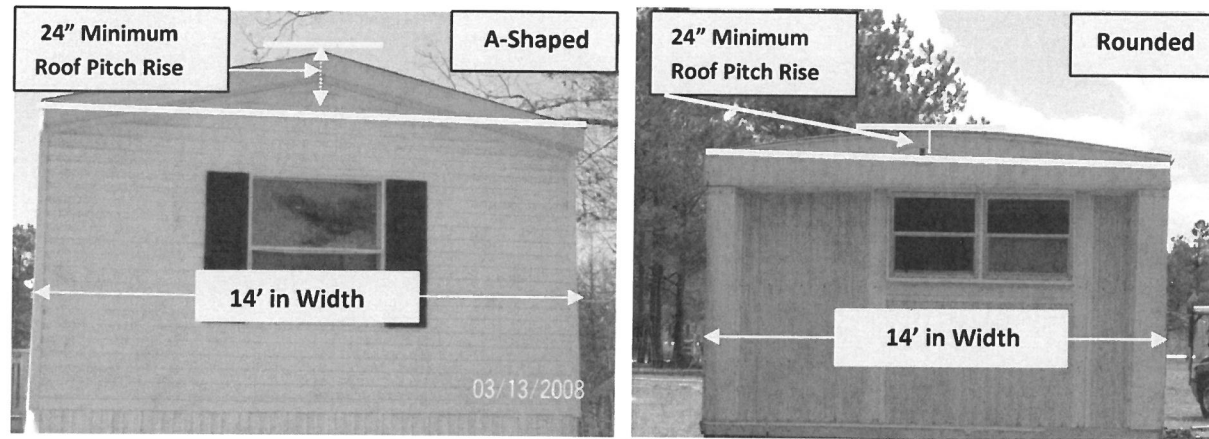 24” Minimum
Roof Pitch Rise
A-Shaped
14’ in Width
03/13/2008
24” Minimum
Roof Pitch Rise
Rounded
14’ in Width